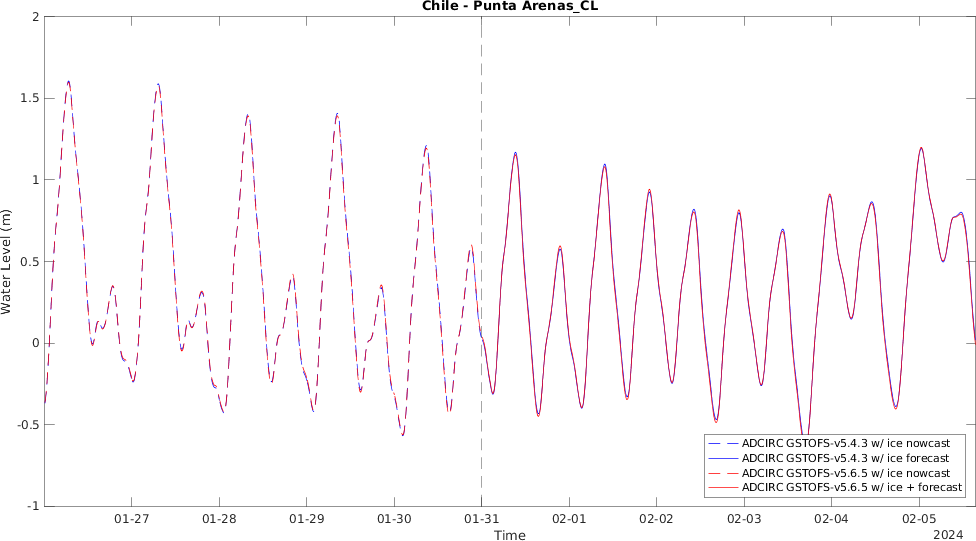 Chile - Punta Arenas_CL
2
1.5
1
0.5
0
-0.5
-1
Water Level (m)
ADCIRC GSTOFS-v5.4.3 w/ ice nowcast
ADCIRC GSTOFS-v5.4.3 w/ ice forecast
ADCIRC GSTOFS-v5.6.5 w/ ice nowcast
ADCIRC GSTOFS-v5.6.5 w/ ice + forecast
01-27 01-28 01-29 01-30 01-31 02-01 02-02 02-03 02-04 02-05
Time
2024